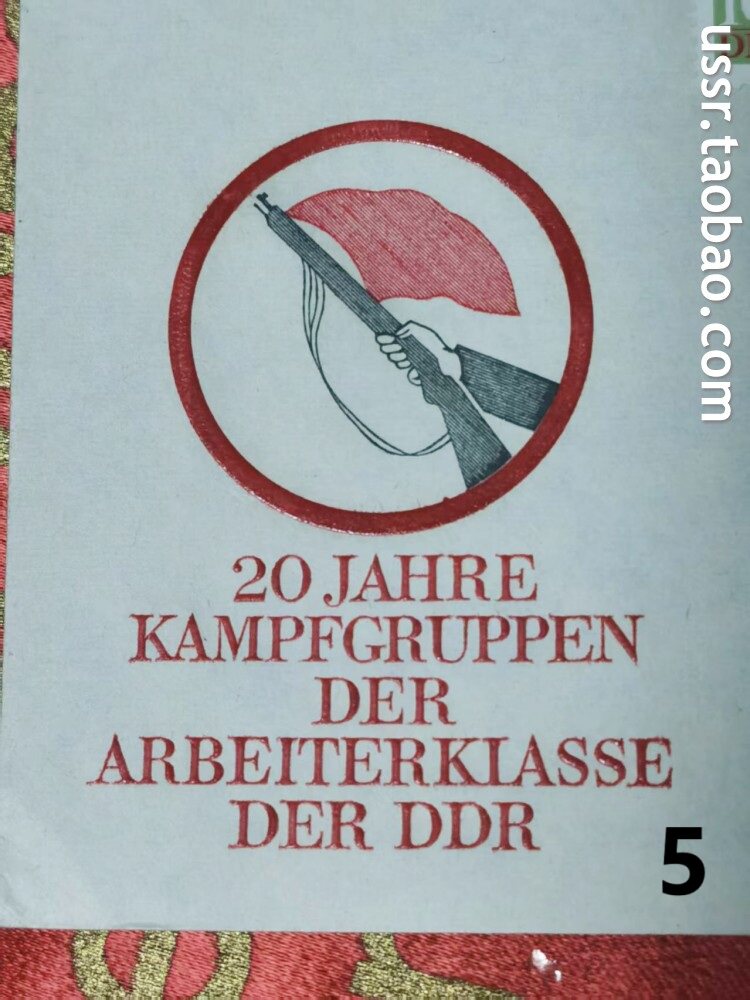 20 JAHRE
KAMPFGRUPPEN
DER
ARBEITERKLASSE
DER DDR
5
ussr.taobao.com